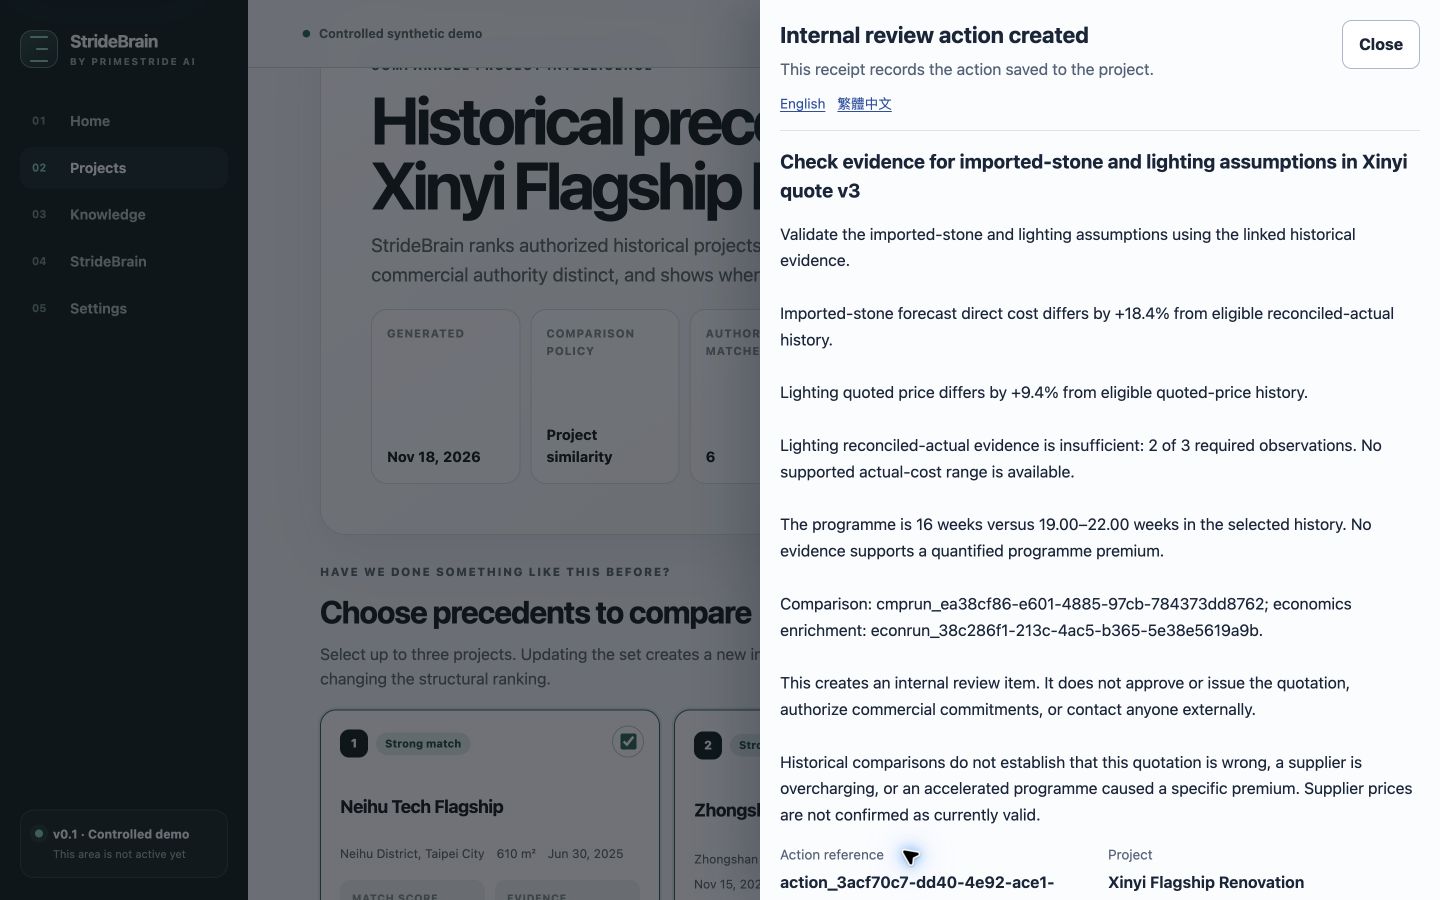 StrideBrain
BY PRIMESTRIDE AI
01 Home
02 Projects
03 Knowledge
04 StrideBrain
05 Settings
v0.1 · Controlled demo
This area is not active yet
Controlled synthetic demo
COMPARABLE PROJECT INTELLIGENCE
Historical prec
Xinyi Flagship
StrideBrain ranks authorized historical projects
commercial authority distinct, and shows wher
GENERATED
Nov 18, 2026
COMPARISON
POLICY
Project
similarity
AUTHOR
MATCHE
6
HAVE WE DONE SOMETHING LIKE THIS BEFORE?
Choose precedents to compare
Select up to three projects. Updating the set creates a new i
changing the structural ranking.
1 Strong match
Neihu Tech Flagship
Neihu District, Taipei City 610 m² Jun 30, 2025
MATCH SCORE
EVIDENCE
2 Stro
Zhongsh
Zhongshan
Nov 15, 202
Internal review action created
Close
This receipt records the action saved to the project.
English 繁體中文
Check evidence for imported-stone and lighting assumptions in Xinyi
quote v3
Validate the imported-stone and lighting assumptions using the linked historical
evidence.
Imported-stone forecast direct cost differs by +18.4% from eligible reconciled-actual
history.
Lighting quoted price differs by +9.4% from eligible quoted-price history.
Lighting reconciled-actual evidence is insufficient: 2 of 3 required observations. No
supported actual-cost range is available.
The programme is 16 weeks versus 19.00–22.00 weeks in the selected history. No
evidence supports a quantified programme premium.
Comparison: cmprun_ea38cf86-e601-4885-97cb-784373dd8762; economics
enrichment: econrun_38c286f1-213c-4ac5-b365-5e38e5619a9b.
This creates an internal review item. It does not approve or issue the quotation,
authorize commercial commitments, or contact anyone externally.
Historical comparisons do not establish that this quotation is wrong, a supplier is
overcharging, or an accelerated programme caused a specific premium. Supplier prices
are not confirmed as currently valid.
Action reference
action_3acf70c7-dd40-4e92-ace1-
Project
Xinyi Flagship Renovation